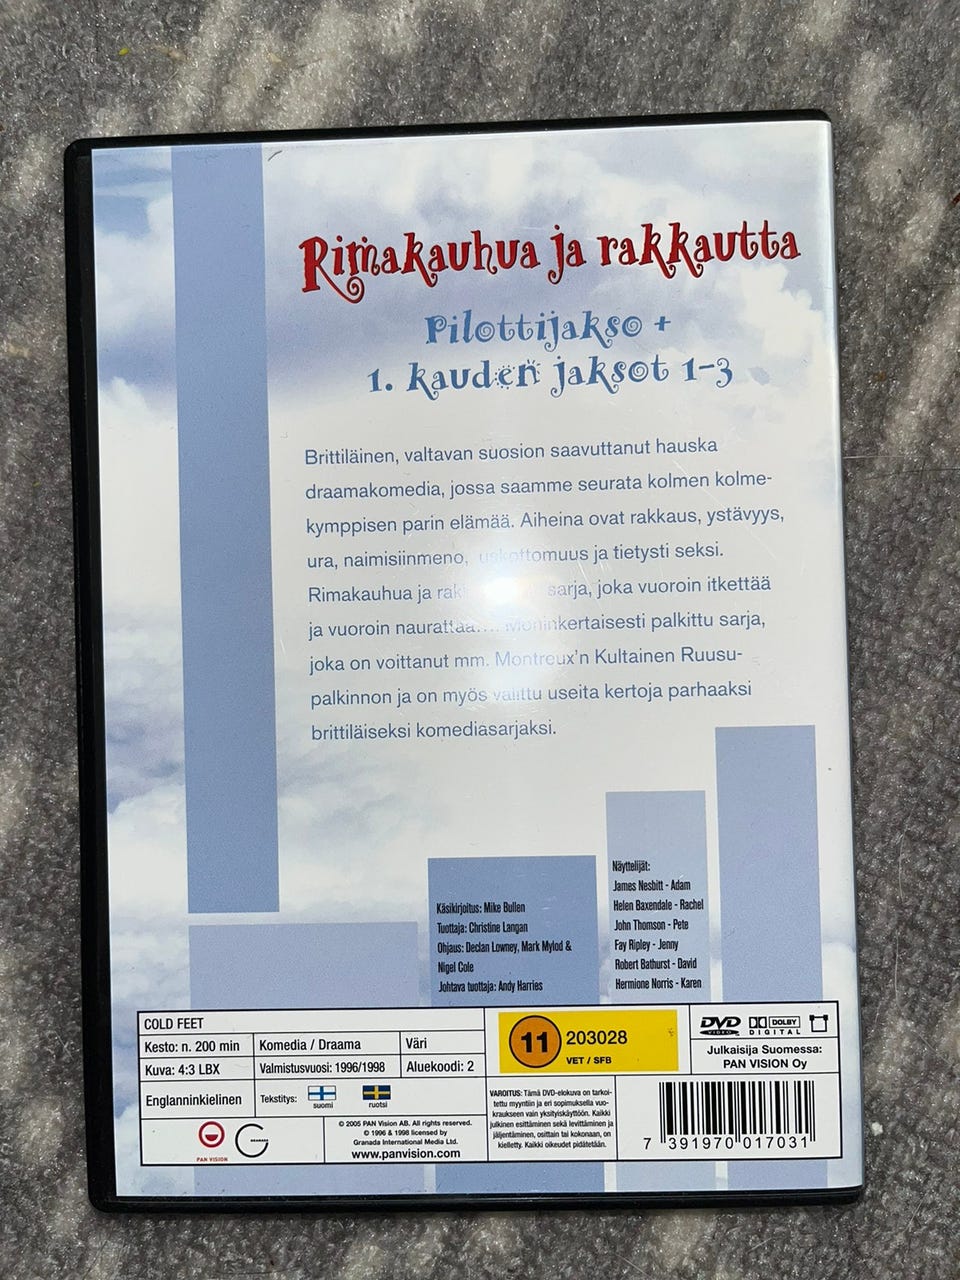 Rimakauhua ja rakkautta
Pilottijakso +
1. kauden jaksot 1-3
Brittiläinen, valtavan suosion saavuttanut hauska
draamakomedia, jossa saamme seurata kolmen kolme-
kymppisen parin elämää. Aiheina ovat rakkaus, ystävyys,
ura, naimisiinmeno, uskottomuus ja tietysti seksi.
Rimakauhua ja sarja, joka vuoroin itkettää
ja vuoroin naurattaa.... Moninkertaisesti palkittu sarja,
joka on voittanut mm. Montreux'n Kultainen Ruusu-
palkinnon ja on myös valittu useita kertoja parhaaksi
brittiläiseksi komediasarjaksi.
Käsikirjoitus: Mike Bullen
Tuottaja: Christine Langan
Ohjaus: Declan Lowney, Mark Mylod &
Nigel Cole
Johtava tuottaja: Andy Harries
Näyttelijät:
James Nesbitt - Adam
Helen Baxendale - Rachel
John Thomson - Pete
Fay Ripley - Jenny
Robert Bathurst - David
Hermione Norris - Karen
COLD FEET
Kesto: n. 200 min
Komedia / Draama
Väri
Kuva: 4:3 LBX
Valmistusvuosi: 1996/1998
Aluekoodi: 2
Englanninkielinen
Tekstitys:
suomi
ruotsi
PAN VISION
GRANADA
© 2005 PAN Vision AB. All rights reserved.
© 1996 & 1998 licensed by
Granada International Media Ltd.
www.panvision.com
11
203028
VET / SFB
VAROITUS: Tämä DVD-elokuva on tarkoi-
tettu myyntiin ja eri sopimuksella vuo-
kraukseen vain yksityiskäyttöön. Kaikki
julkinen esittäminen sekä levittäminen ja
jäljentäminen, osittain tai kokonaan, on
kielletty. Kaikki oikeudet pidätetään.
DVD
VIDEO
DOLBY
DIGITAL
Julkaisija Suomessa:
PAN VISION Oy
7 391970 017031